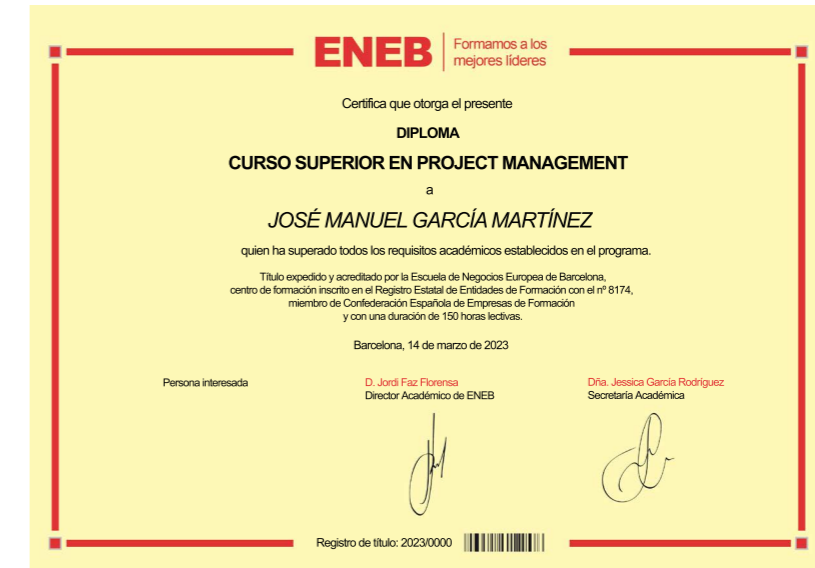 ENEB
Formamos a los
mejores líderes
Certifica que otorga el presente
DIPLOMA
CURSO SUPERIOR EN PROJECT MANAGEMENT
a
JOSÉ MANUEL GARCÍA MARTÍNEZ
quien ha superado todos los requisitos académicos establecidos en el programa.
Título expedido y acreditado por la Escuela de Negocios Europea de Barcelona,
centro de formación inscrito en el Registro Estatal de Entidades de Formación con el nº 8174,
miembro de Confederación Española de Empresas de Formación
y con una duración de 150 horas lectivas.
Barcelona, 14 de marzo de 2023
Persona interesada
D. Jordi Faz Florensa
Director Académico de ENEB
Dña. Jessica García Rodríguez
Secretaría Académica
Registro de título: 2023/0000